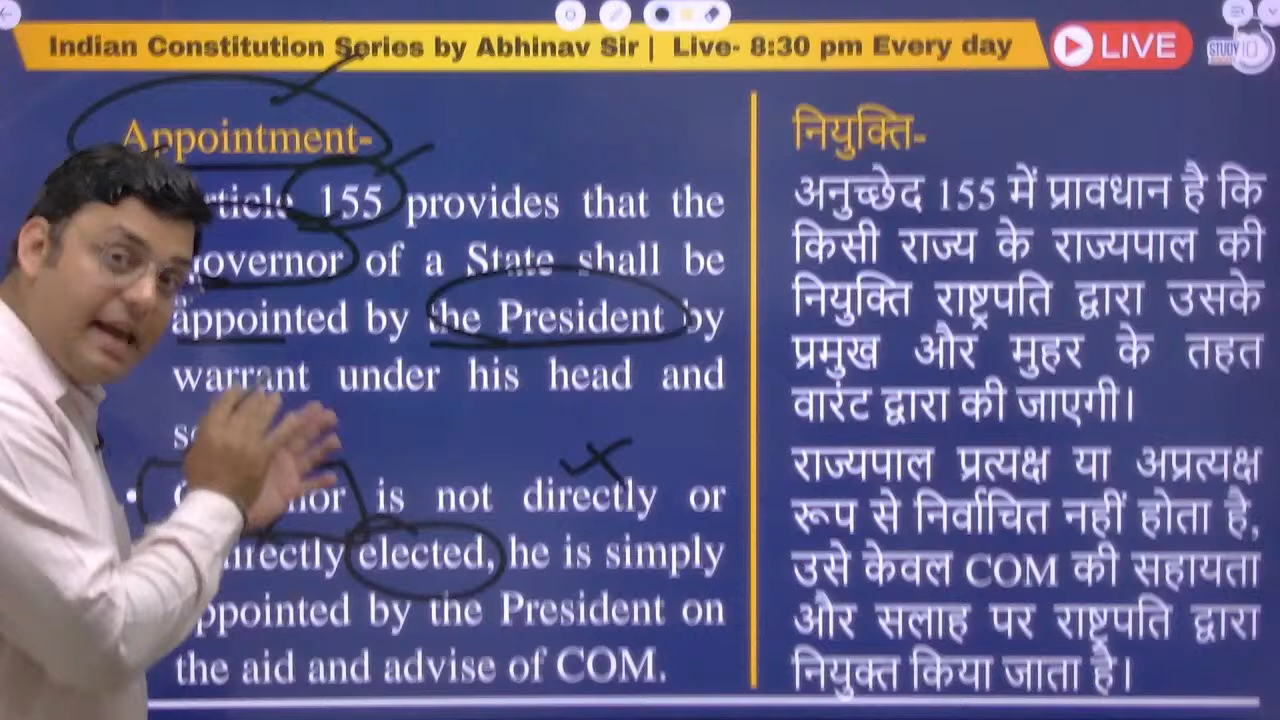 Indian Constitution Series by Abhinav Sir | Live- 8:30 pm Every day
LIVE
STUDY IQ
Appointment-
155 provides that the
of a State shall be
appointed by the President by
warrant under his head and
is not directly or
elected, he is simply
by the President on
the aid and advise of COM.
नियुक्ति-
अनुच्छेद 155 में प्रावधान है कि
किसी राज्य के राज्यपाल की
नियुक्ति राष्ट्रपति द्वारा उसके
प्रमुख और मुहर के तहत
वारंट द्वारा की जाएगी।
राज्यपाल प्रत्यक्ष या अप्रत्यक्ष
रूप से निर्वाचित नहीं होता है,
उसे केवल COM की सहायता
और सलाह पर राष्ट्रपति द्वारा
नियुक्त किया जाता है।